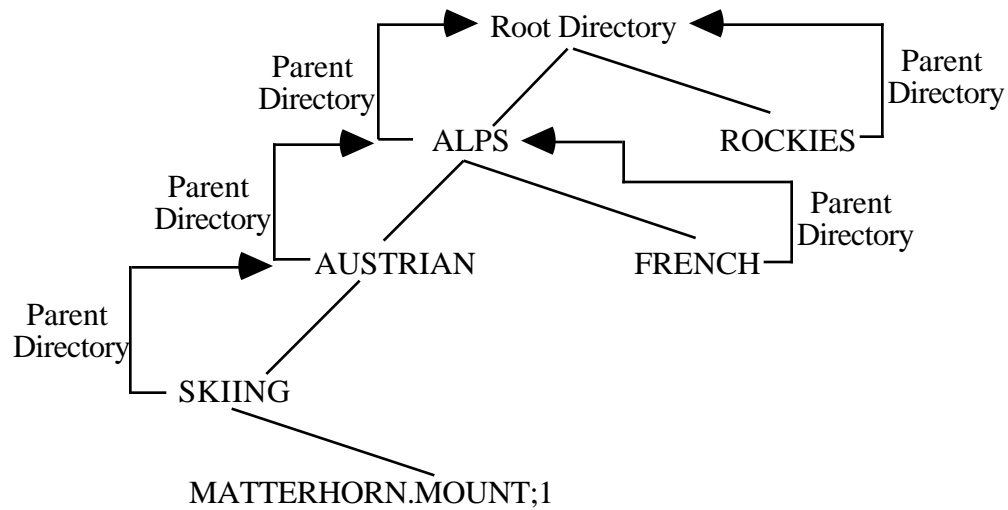 Root Directory
Parent
Directory
Parent
Directory
ALPS
ROCKIES
Parent
Directory
Parent
Directory
AUSTRIAN
FRENCH
Parent
Directory
SKIING
MATTERHORN.MOUNT;1